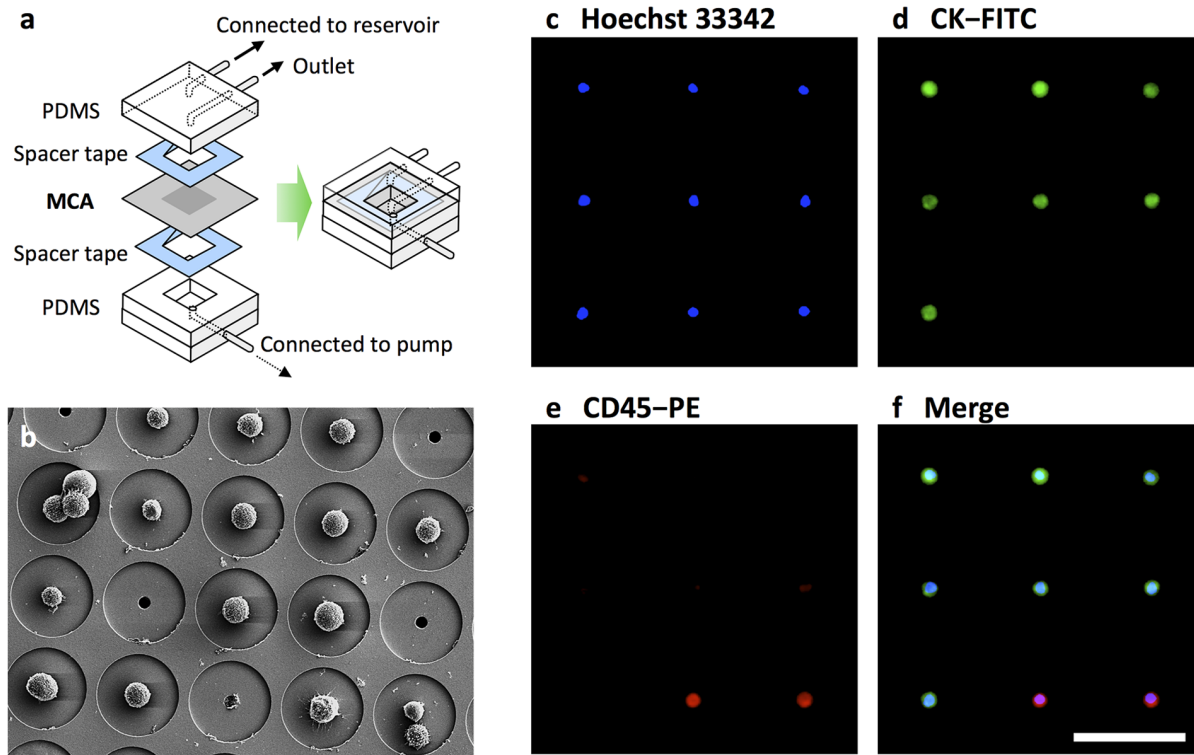 a
Connected to reservoir
Outlet
PDMS
Spacer tape
MCA
Spacer tape
PDMS
Connected to pump
b
c Hoechst 33342
d CK–FITC
e CD45–PE
f Merge